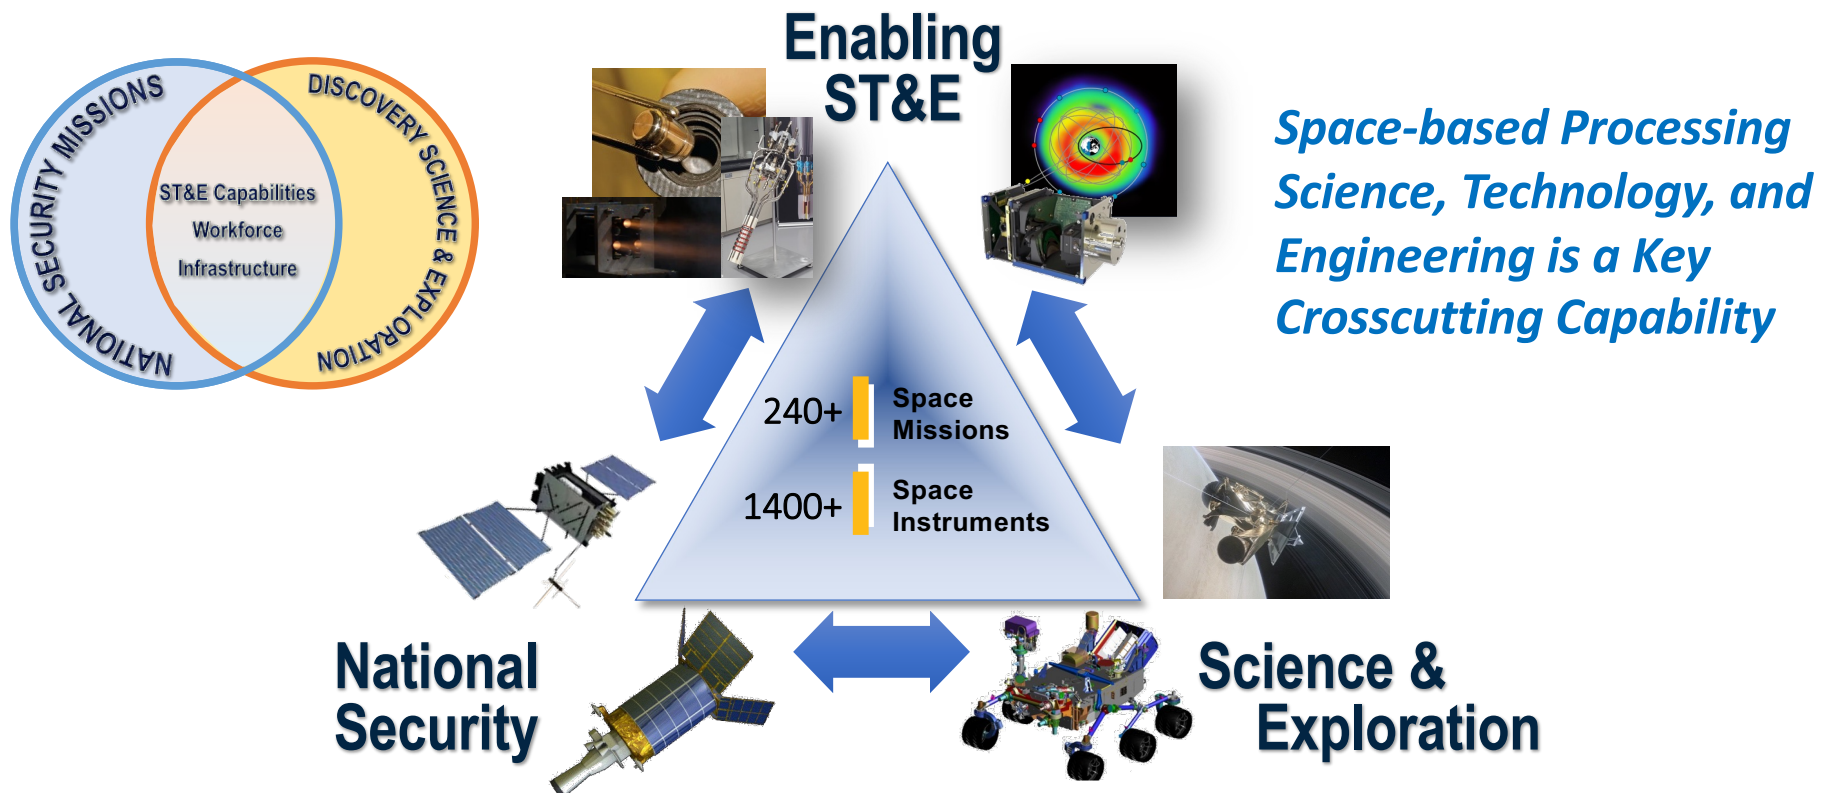 Enabling
ST&E
NATIONAL SECURITY MISSIONS
DISCOVERY SCIENCE & EXPLORATION
ST&E Capabilities
Workforce
Infrastructure
Space-based Processing
Science, Technology, and
Engineering is a Key
Crosscutting Capability
240+
Space
Missions
1400+
Space
Instruments
National
Security
Science &
Exploration